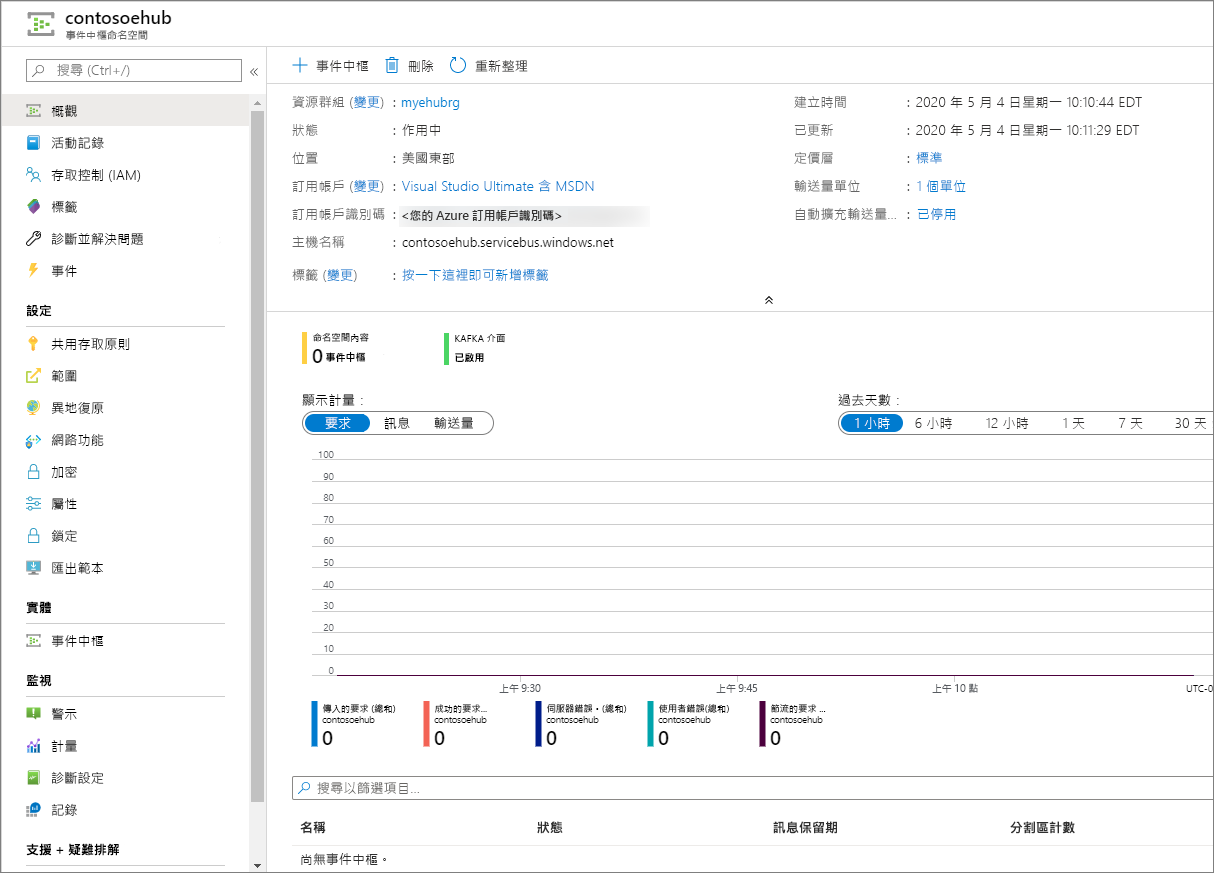 contosoehub
事件中樞命名空間
搜尋 (Ctrl+/)
«
概觀
活動記錄
存取控制 (IAM)
標籤
診斷並解決問題
事件
設定
共用存取原則
範圍
異地復原
網路功能
加密
屬性
鎖定
匯出範本
實體
事件中樞
監視
警示
計量
診斷設定
記錄
支援 + 疑難排解
事件中樞 刪除 重新整理
資源群組 (變更) : myehubrg
狀態 : 作用中
位置 : 美國東部
訂用帳戶 (變更) : Visual Studio Ultimate 含 MSDN
訂用帳戶識別碼 : <您的 Azure 訂用帳戶識別碼>
主機名稱 : contosoehub.servicebus.windows.net
標籤 (變更) : 按一下這裡即可新增標籤
建立時間 : 2020 年 5 月 4 日星期一 10:10:44 EDT
已更新 : 2020 年 5 月 4 日星期一 10:11:29 EDT
定價層 : 標準
輸送量單位 : 1 個單位
自動擴充輸送量... : 已停用
命名空間內容
0 事件中樞
KAFKA 介面
已啟用
顯示計量 :
要求 訊息 輸送量
過去天數 :
1 小時 6 小時 12 小時 1 天 7 天 30 天
100
90
80
70
60
50
40
30
20
10
0
上午 9:30 上午 9:45 上午 10 點 UTC-0
傳入的要求 (總和)
contosoehub
0
成功的要求...
contosoehub
0
伺服器錯誤・(總和)
contosoehub
0
使用者錯誤(總和)
contosoehub
0
節流的要求 ...
contosoehub
0
搜尋以篩選項目...
名稱 狀態 訊息保留期 分割區計數
尚無事件中樞。